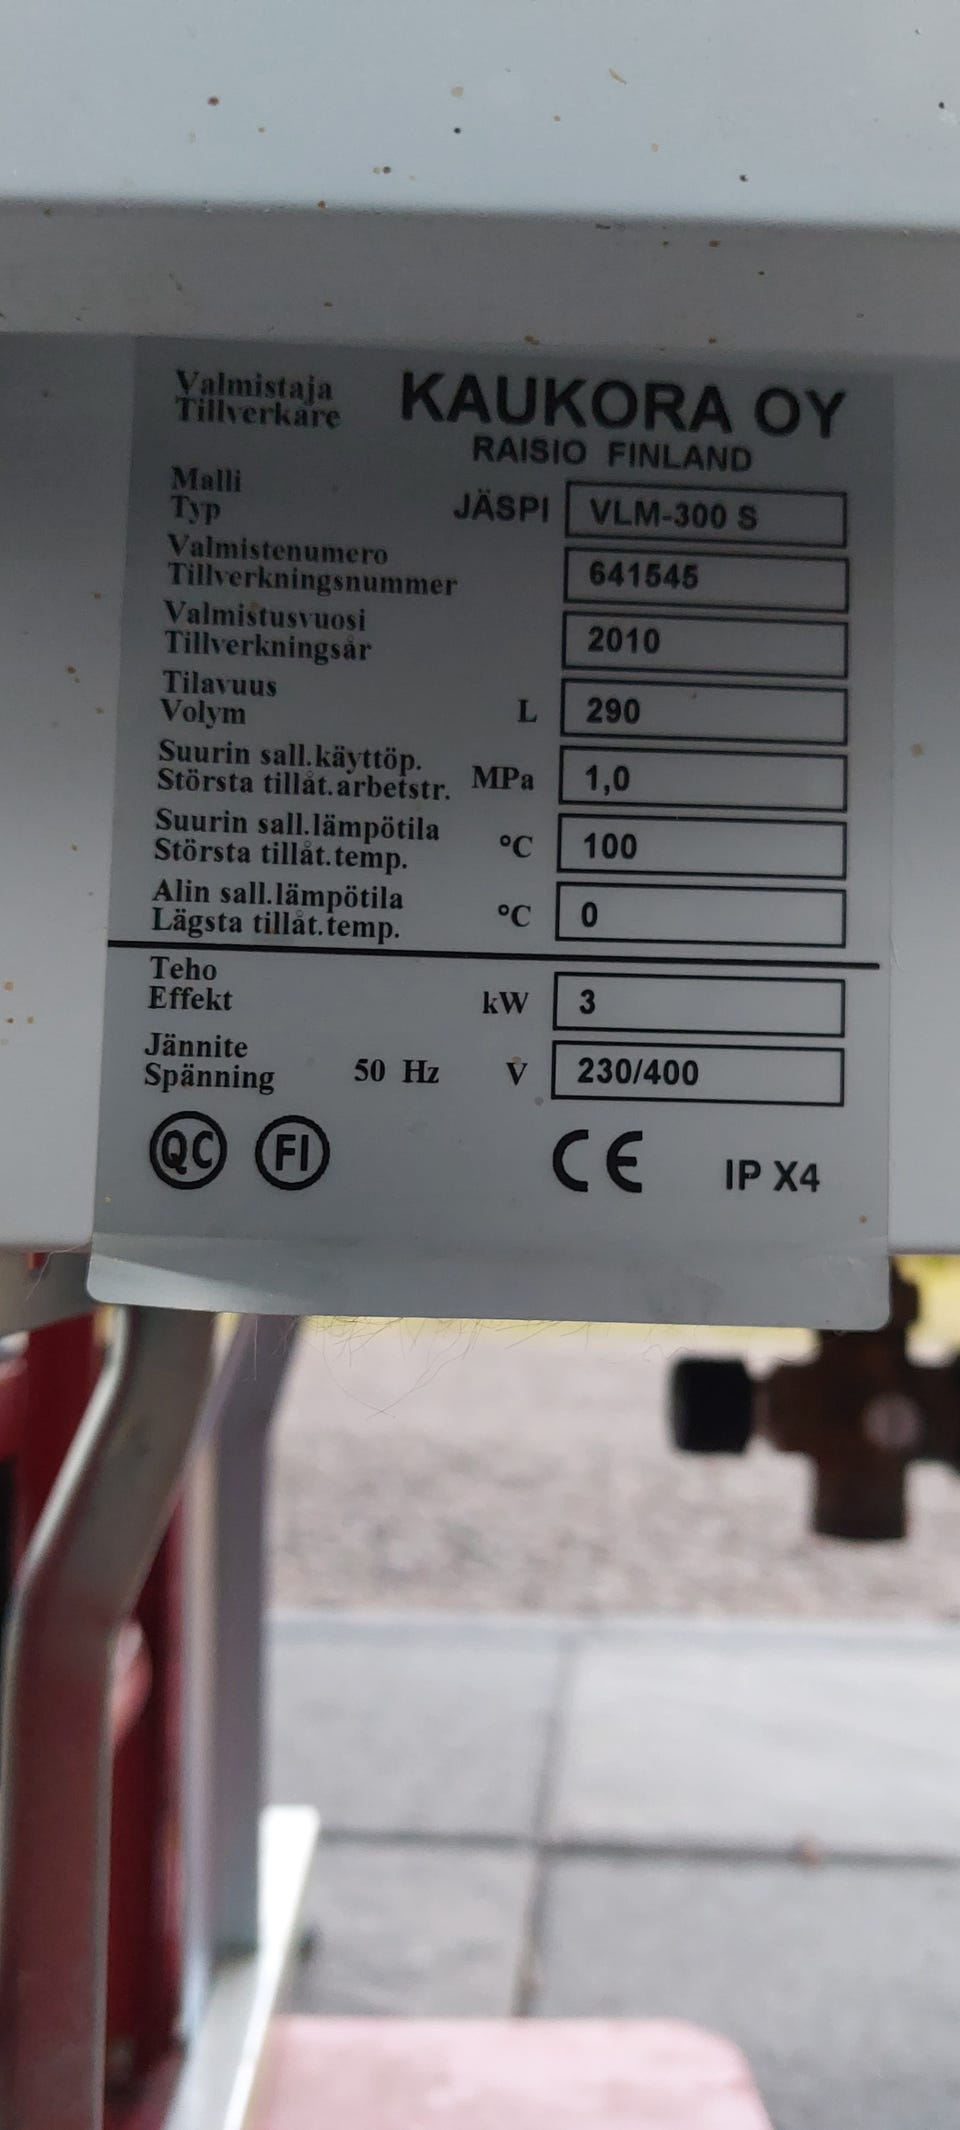 Valmistaja
Tillverkare
KAUKORA OY
RAISIO FINLAND
Malli
Typ JÄSPI VLM-300 S
Valmistenumero
Tillverkningsnummer 641545
Valmistusvuosi
Tillverkningsår 2010
Tilavuus
Volym L 290
Suurin sall.käyttöp.
Största tillåt.arbetstr. MPa 1,0
Suurin sall.lämpötila
Största tillåt.temp. °C 100
Alin sall.lämpötila
Lägsta tillåt.temp. °C 0
Teho
Effekt kW 3
Jännite
Spänning 50 Hz V 230/400
QC FI CE IP X4